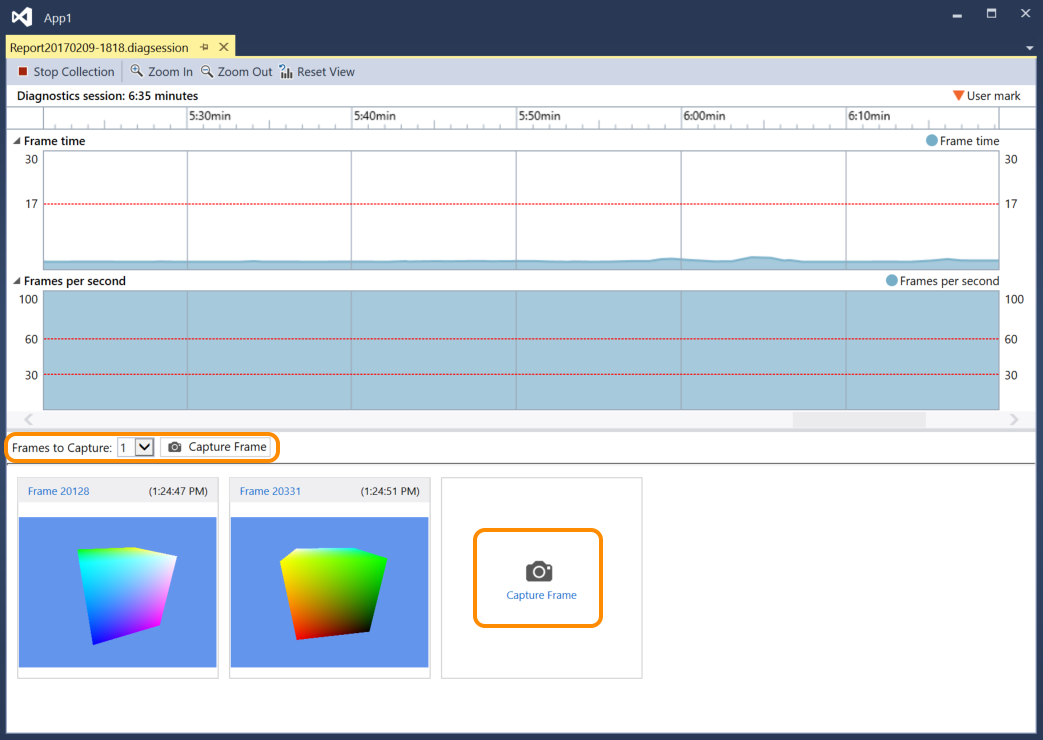 App1
Report20170209-1818.diagsession
Stop Collection Zoom In Zoom Out Reset View
Diagnostics session: 6:35 minutes User mark
5:30min 5:40min 5:50min 6:00min 6:10min
Frame time Frame time
30 30
17 17
Frames per second Frames per second
100 100
60 60
30 30
Frames to Capture: 1 Capture Frame
Frame 20128 (1:24:47 PM) Frame 20331 (1:24:51 PM)
Capture Frame